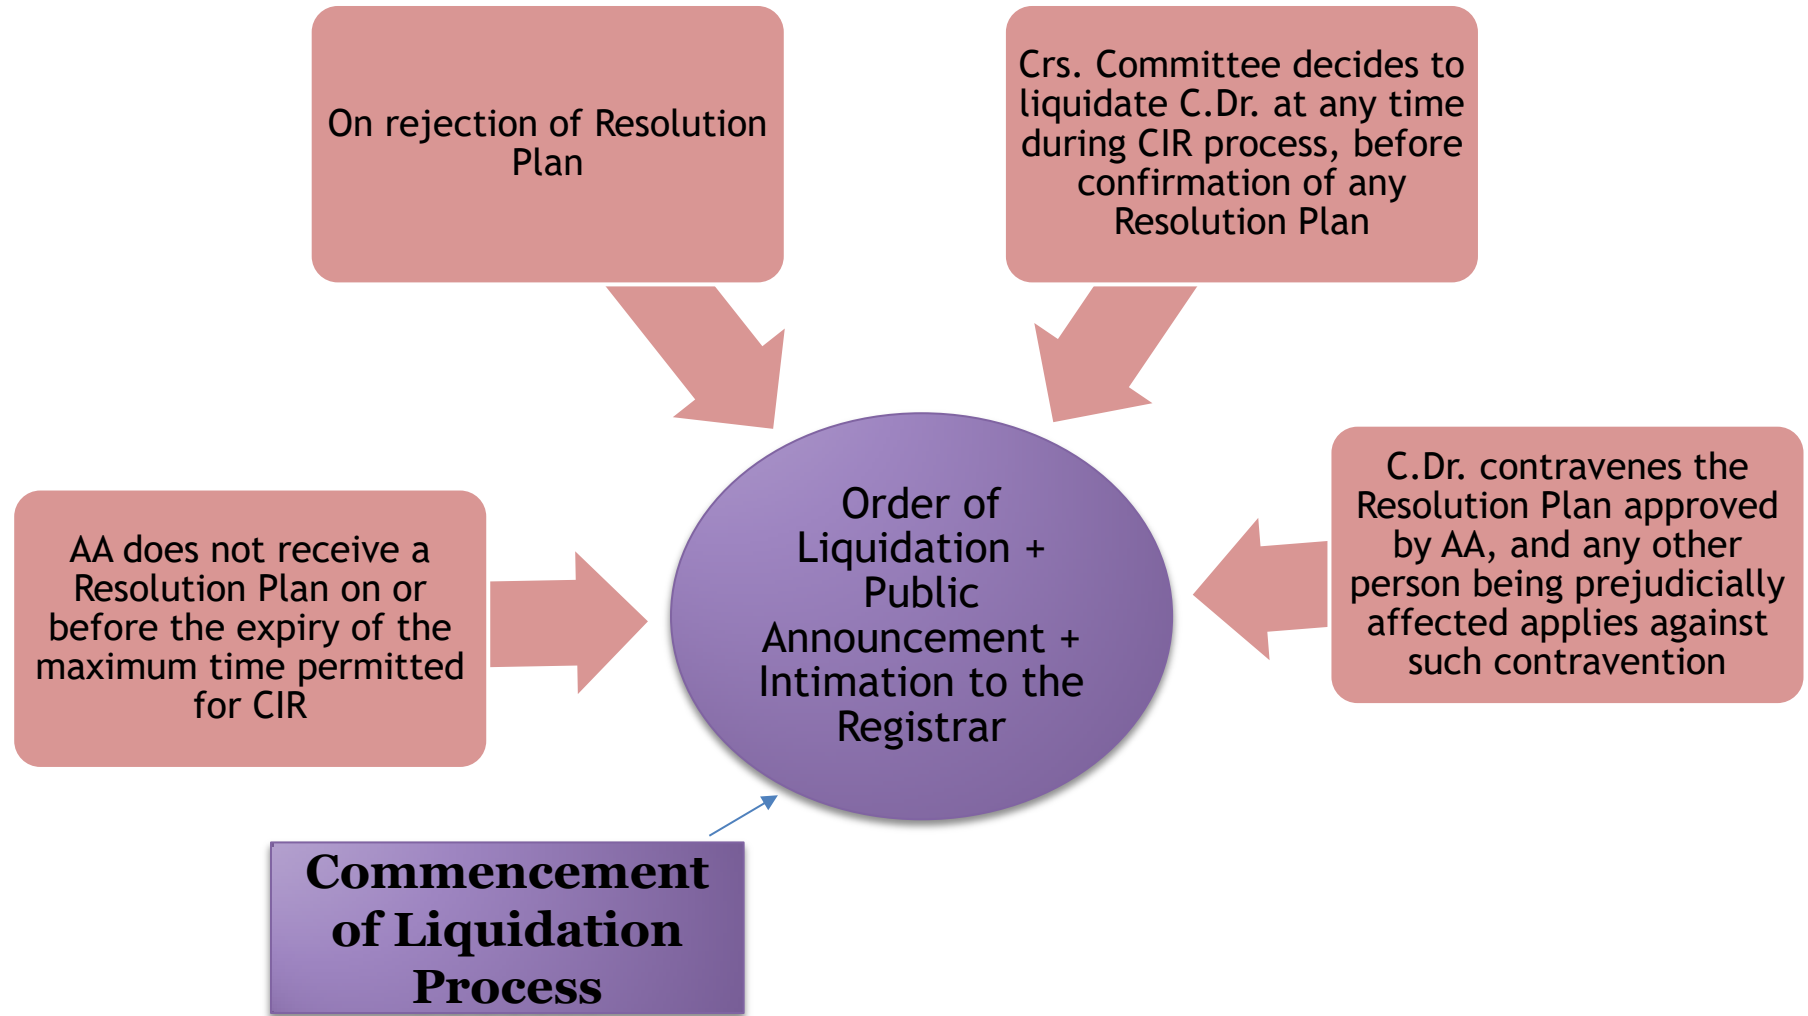 On rejection of Resolution
Plan
Crs. Committee decides to
liquidate C.Dr. at any time
during CIR process, before
confirmation of any
Resolution Plan
AA does not receive a
Resolution Plan on or
before the expiry of the
maximum time permitted
for CIR
Order of
Liquidation +
Public
Announcement +
Intimation to the
Registrar
C.Dr. contravenes the
Resolution Plan approved
by AA, and any other
person being prejudicially
affected applies against
such contravention
Commencement
of Liquidation
Process